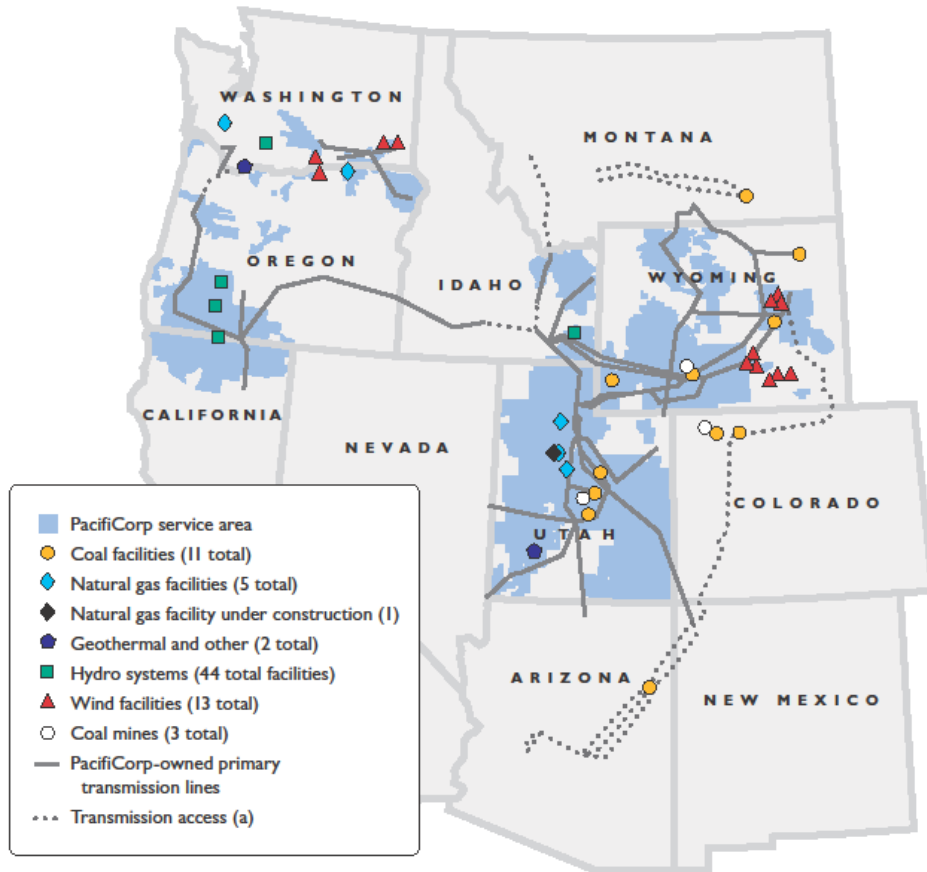 WASHINGTON
MONTANA
OREGON
IDAHO
WYOMING
CALIFORNIA
NEVADA
COLORADO
UTAH
ARIZONA
NEW MEXICO
PacifiCorp service area
Coal facilities (11 total)
Natural gas facilities (5 total)
Natural gas facility under construction (1)
Geothermal and other (2 total)
Hydro systems (44 total facilities)
Wind facilities (13 total)
Coal mines (3 total)
PacifiCorp-owned primary
transmission lines
Transmission access (a)